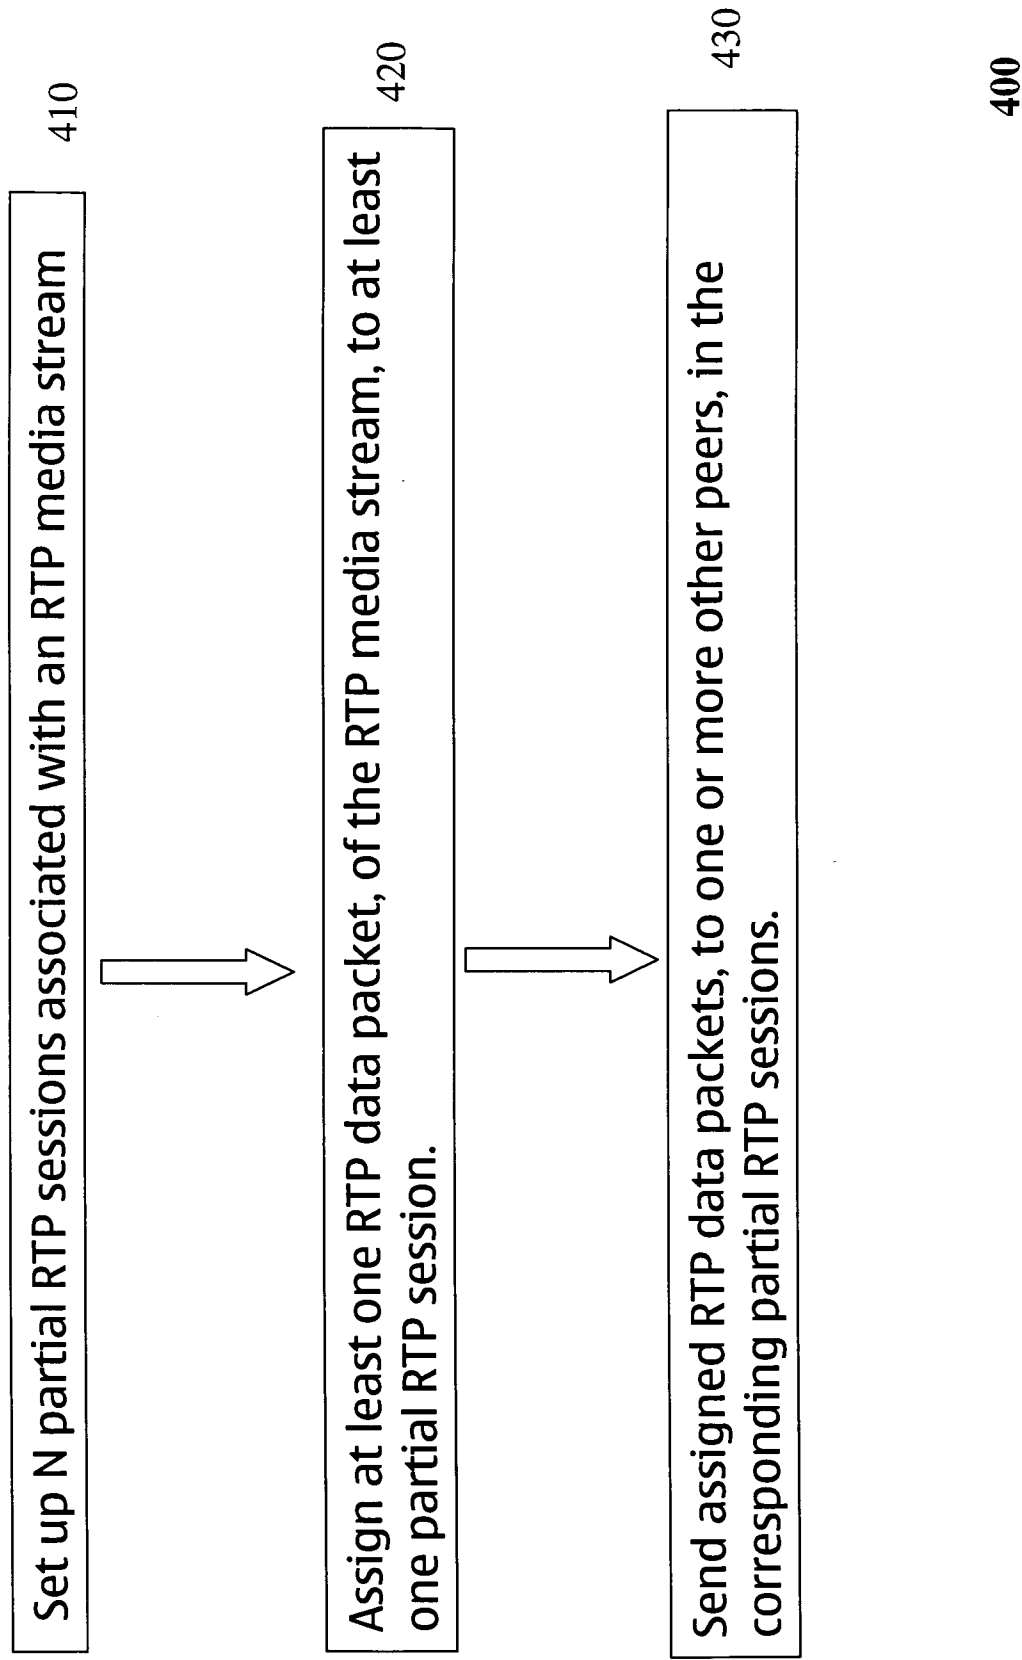 Set up N partial RTP sessions associated with an RTP media stream
410
Assign at least one RTP data packet, of the RTP media stream, to at least
one partial RTP session.
420
Send assigned RTP data packets, to one or more other peers, in the
corresponding partial RTP sessions.
430
400